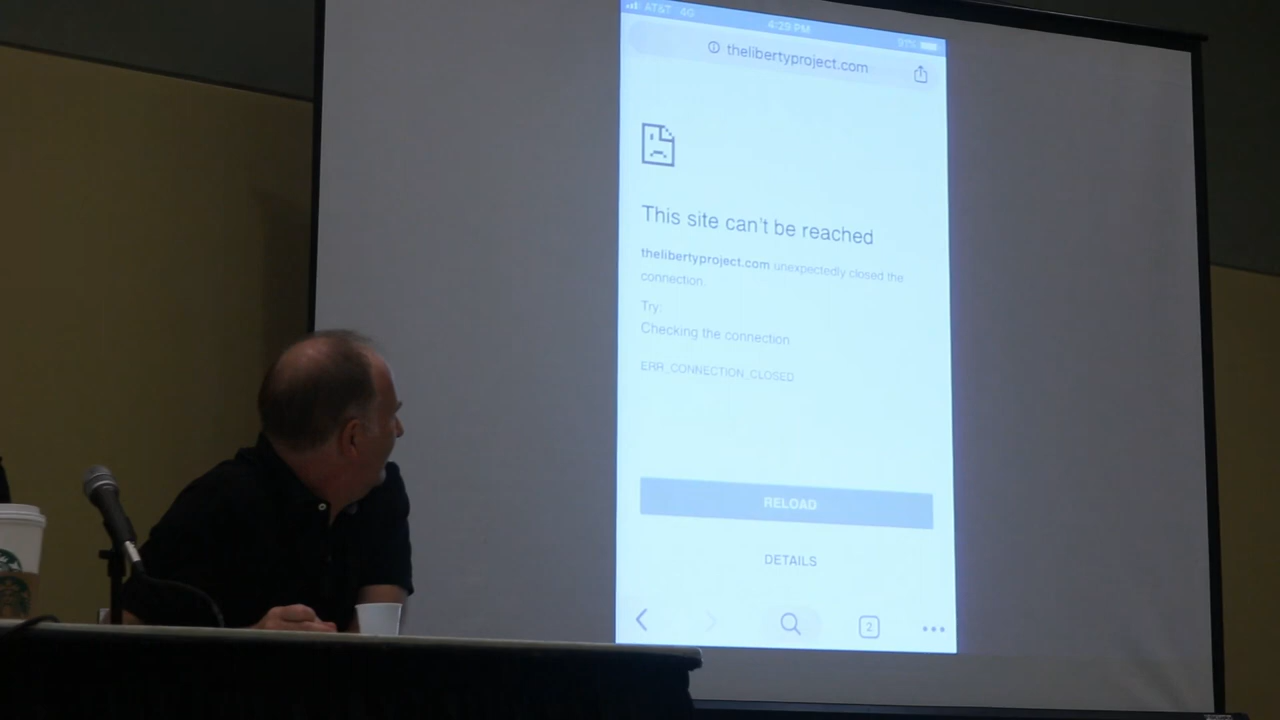 AT&T 4G 4:29 PM 91%
thelibertyproject.com
This site can't be reached
thelibertyproject.com unexpectedly closed the
connection.
Try:
Checking the connection
ERR_CONNECTION_CLOSED
RELOAD
DETAILS
2